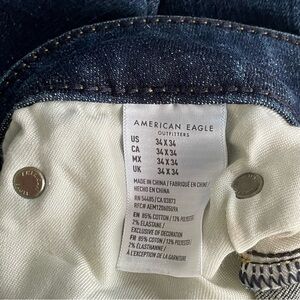 AMERICAN EAGLE
OUTFITTERS
US 34 X 34
CA 34 X 34
MX 34 X 34
UK 34 X 34
MADE IN CHINA / FABRIQUÉ EN CHINE /
HECHO EN CHINA
RN 54485 / CA 03873
EN 85% COTTON / 13% POLYESTER
2% ELASTANE /
EXCLUSIVE OF DECORATION
FR 85% COTTON / 13% POLYESTER
2% ELASTHANNE /
À L'EXCEPTION DE LA GARNITURE